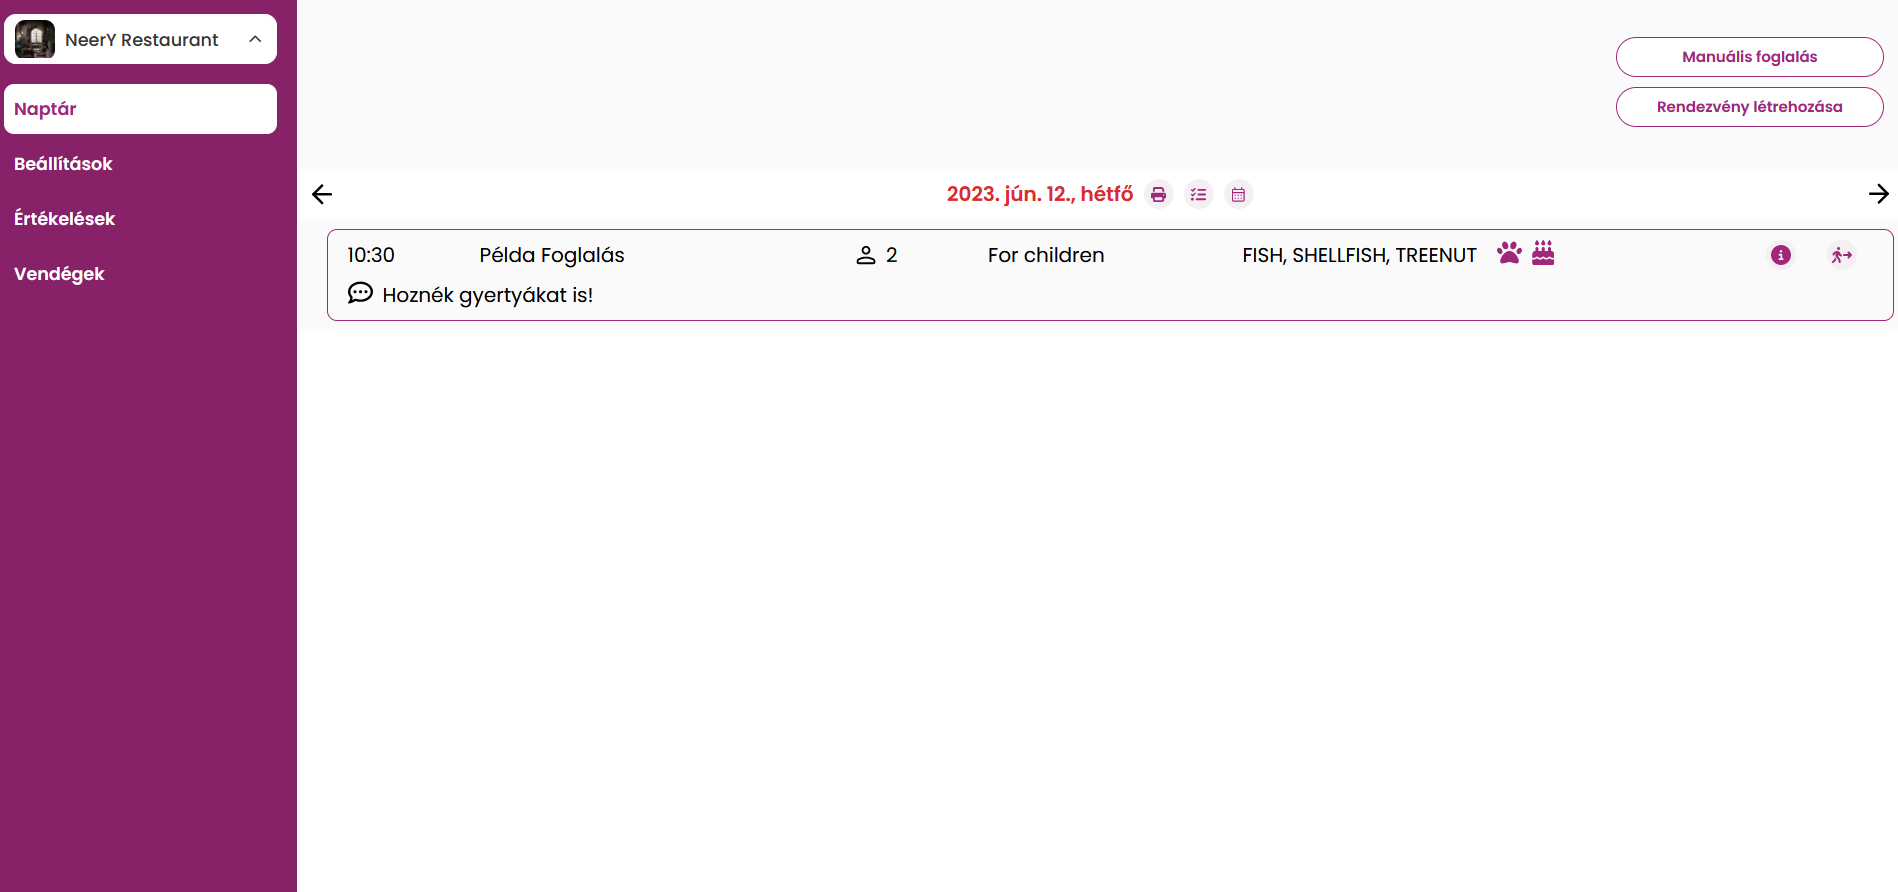 NeerY Restaurant
Naptár
Beállítások
Értékelések
Vendégek
Manuális foglalás
Rendezvény létrehozása
2023. jún. 12., hétfő
10:30 Példa Foglalás 2 For children FISH, SHELLFISH, TREENUT
Hoznék gyertyákat is!